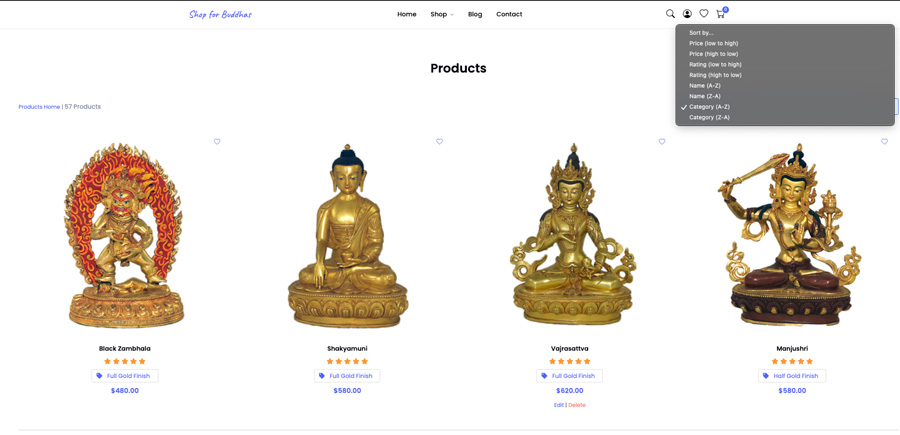 Shop for Buddhas
Home Shop Blog Contact
0
Sort by...
Price (low to high)
Price (high to low)
Rating (low to high)
Rating (high to low)
Name (A-Z)
Name (Z-A)
Category (A-Z)
Category (Z-A)
Products
Products Home | 57 Products
Black Zambhala
Full Gold Finish
$480.00
Shakyamuni
Full Gold Finish
$580.00
Vajrasattva
Full Gold Finish
$620.00
Edit | Delete
Manjushri
Half Gold Finish
$580.00